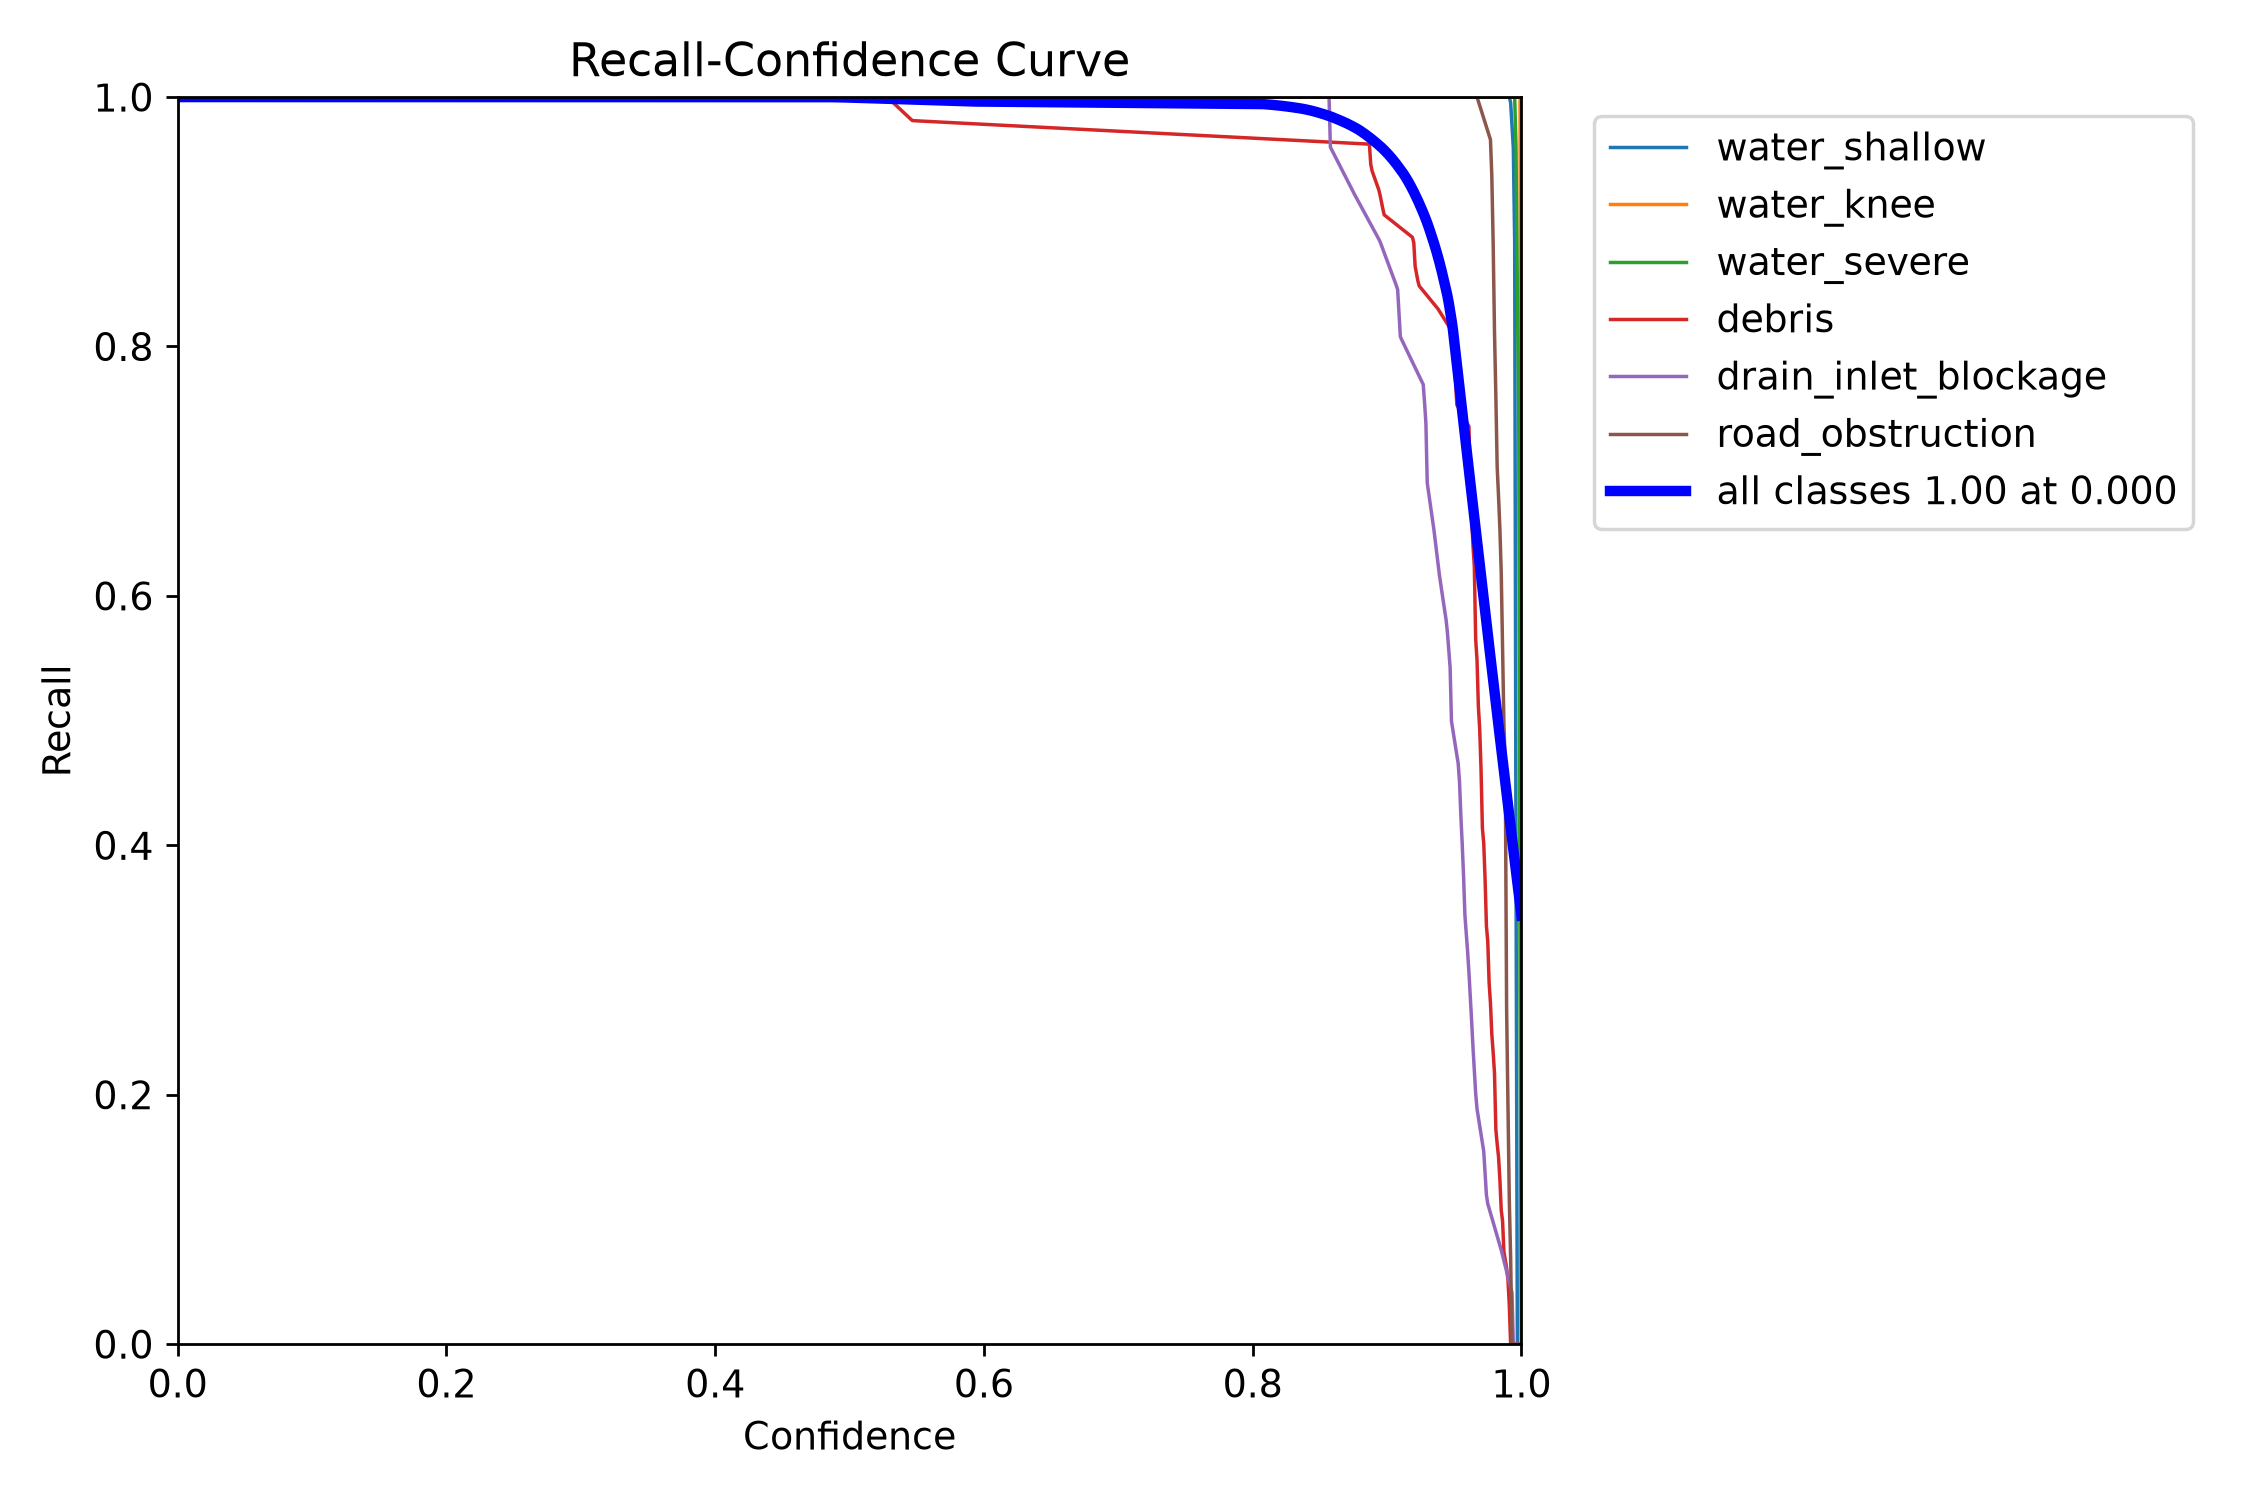 Recall-Confidence Curve
1.0
0.8
0.6
0.4
0.2
0.0
Recall
0.0 0.2 0.4 0.6 0.8 1.0
Confidence
water_shallow
water_knee
water_severe
debris
drain_inlet_blockage
road_obstruction
all classes 1.00 at 0.000